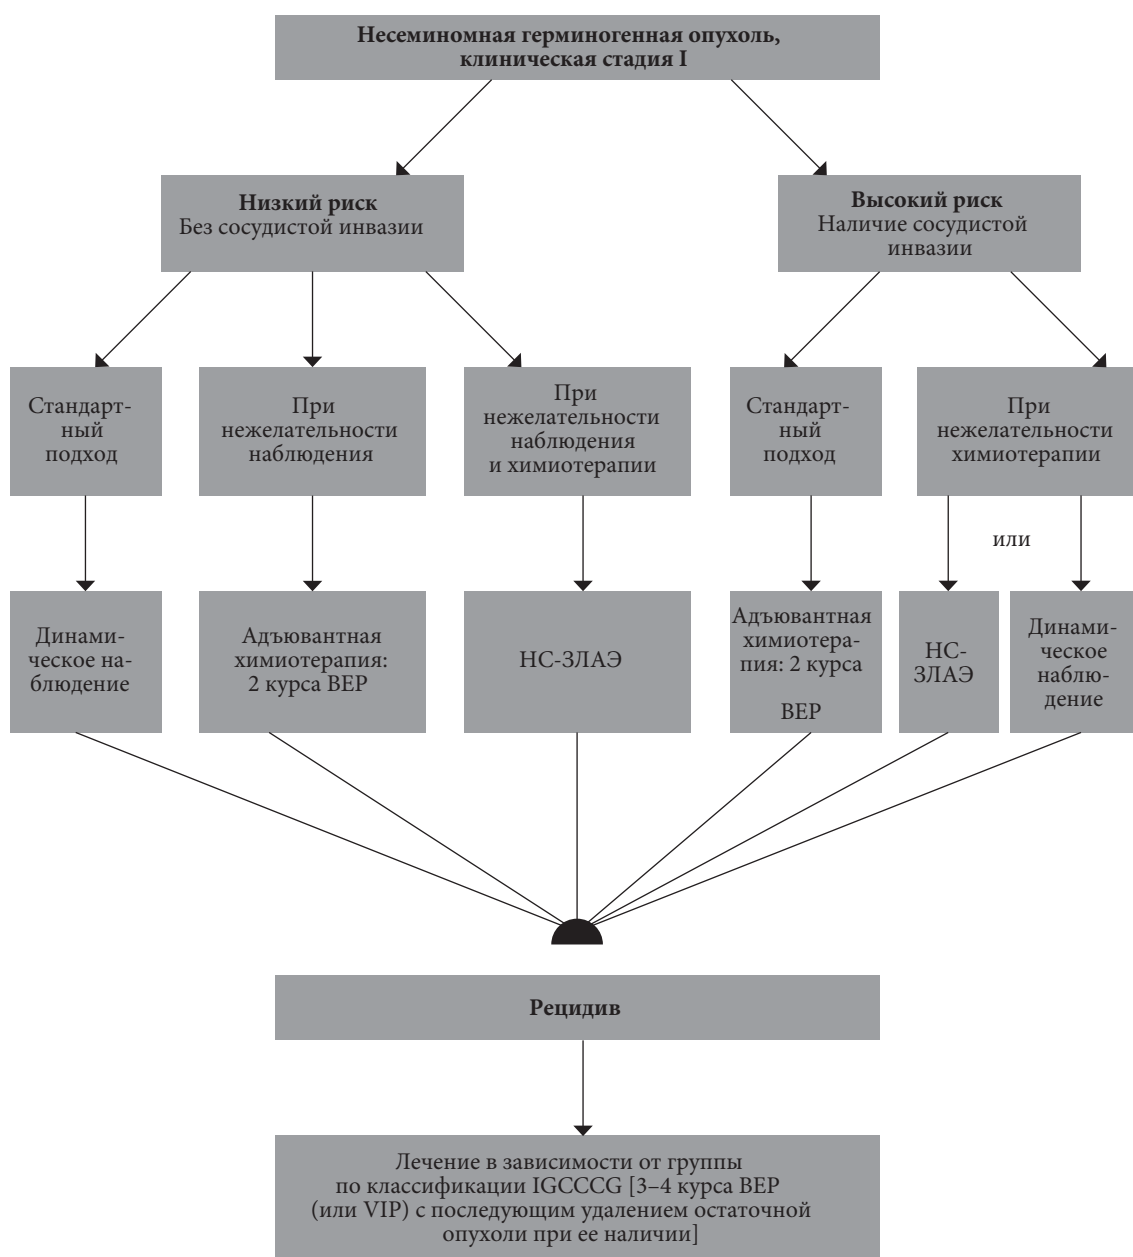 Несеминомная герминогенная опухоль,
клиническая стадия I
Низкий риск
Без сосудистой инвазии
Высокий риск
Наличие сосудистой
инвазии
Стандарт-
ный
подход
При
нежелательности
наблюдения
При
нежелательности
наблюдения
и химиотерапии
Стандарт-
ный
подход
При
нежелательности
химиотерапии
или
Динами-
ческое на-
блюдение
Адъювантная
химиотерапия:
2 курса BEP
НС-ЗЛАЭ
Адъювантная
химиотера-
пия: 2 курса
BEP
НС-
ЗЛАЭ
Динами-
ческое
наблю-
дение
Рецидив
Лечение в зависимости от группы
по классификации IGCCCG [3–4 курса BEP
(или VIP) с последующим удалением остаточной
опухоли при ее наличии]